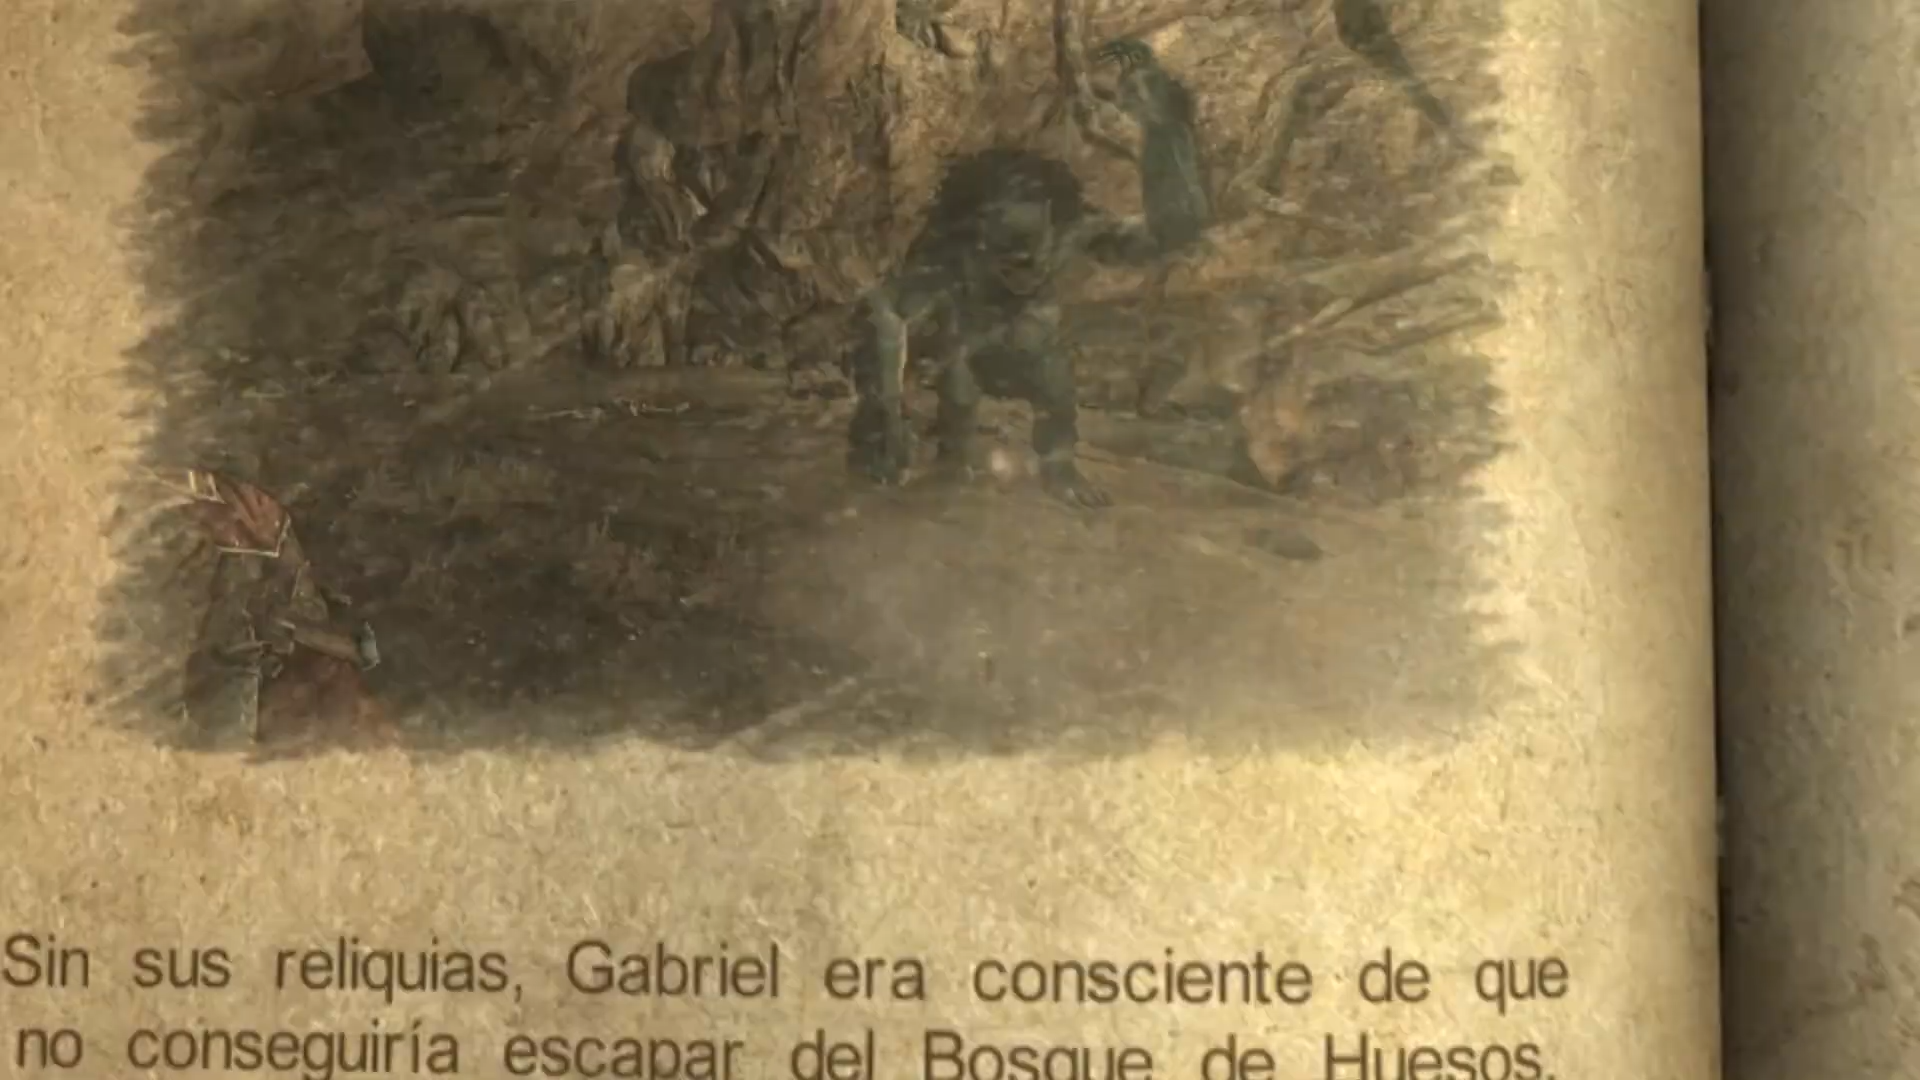 Sin sus reliquias, Gabriel era consciente de que
no conseguiría escapar del Bosque de Huesos.